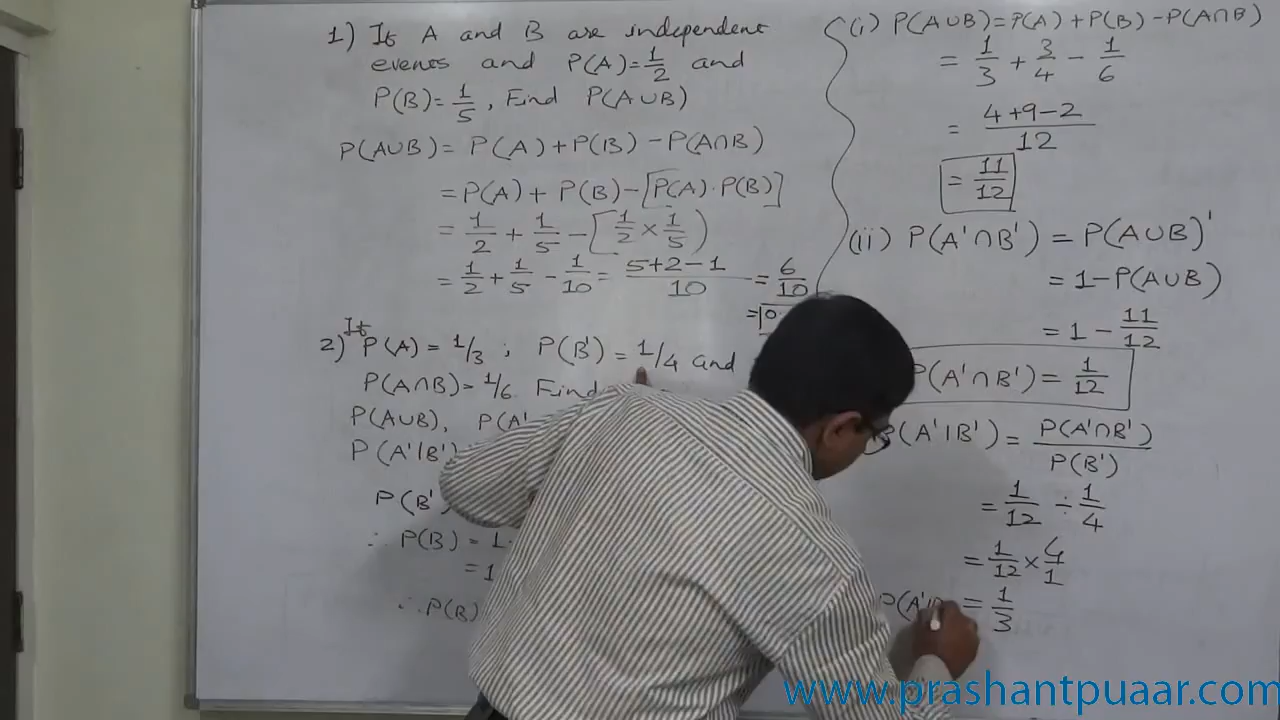 1) If A and B are independent
events and P(A)=1/2 and
P(B)=1/5, Find P(A∪B)
P(A∪B) = P(A)+P(B)-P(A∩B)
= P(A)+ P(B)-[P(A).P(B)]
= 1/2 + 1/5 - [1/2 × 1/5)
= 1/2 + 1/5 - 1/10 = 5+2-1/10 = 6/10
= 0.
2) If P(A) = 1/3 ; P(B') = 1/4 and
P(A∩B)= 1/6. Find
P(A∪B), P(A'
P(A'|B')
P(B'
∴ P(B) = 1
= 1
∴ P(B)
(i) P(A∪B)= P(A)+P(B)-P(A∩B)
= 1/3 + 3/4 - 1/6
= 4+9-2/12
= 11/12
(ii) P(A'∩B') = P(A∪B)'
= 1-P(A∪B)
= 1 - 11/12
P(A'∩B') = 1/12
P(A'|B') = P(A'∩B')/P(B')
= 1/12 ÷ 1/4
= 1/12 × 4/1
P(A'| = 1/3
www.prashantpuaar.com